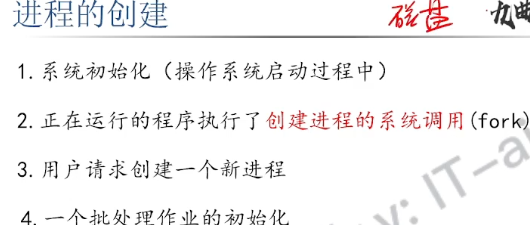 进程的创建 磁盘
1.系统初始化（操作系统启动过程中）
2.正在运行的程序执行了创建进程的系统调用(fork)
3.用户请求创建一个新进程
4.一个批处理作业的初始化